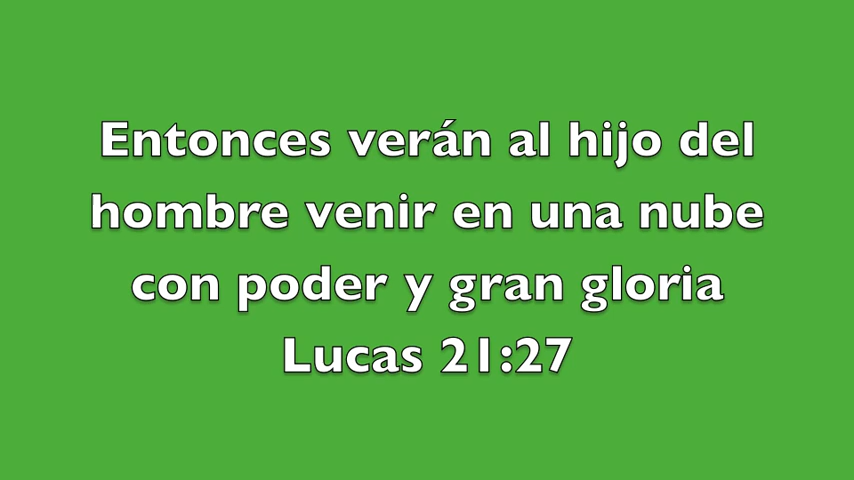 Entonces verán al hijo del
hombre venir en una nube
con poder y gran gloria
Lucas 21:27